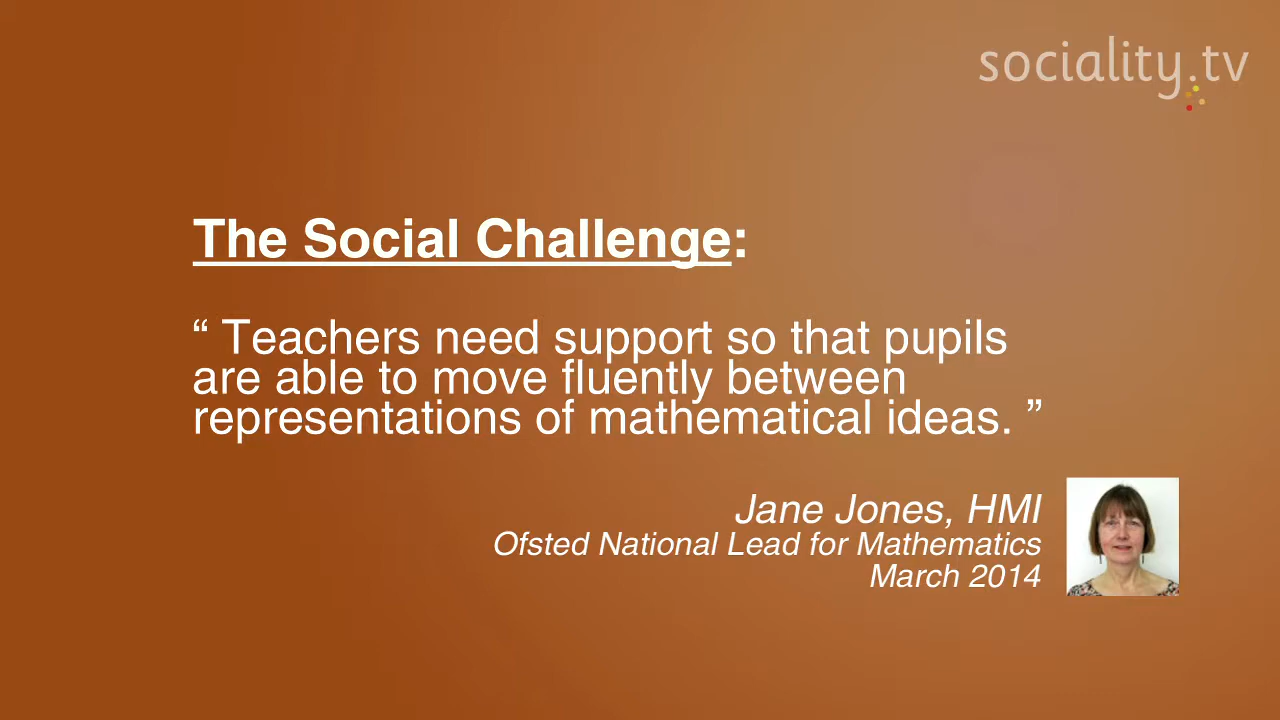 sociality.tv
The Social Challenge:
“ Teachers need support so that pupils
are able to move fluently between
representations of mathematical ideas. ”
Jane Jones, HMI
Ofsted National Lead for Mathematics
March 2014